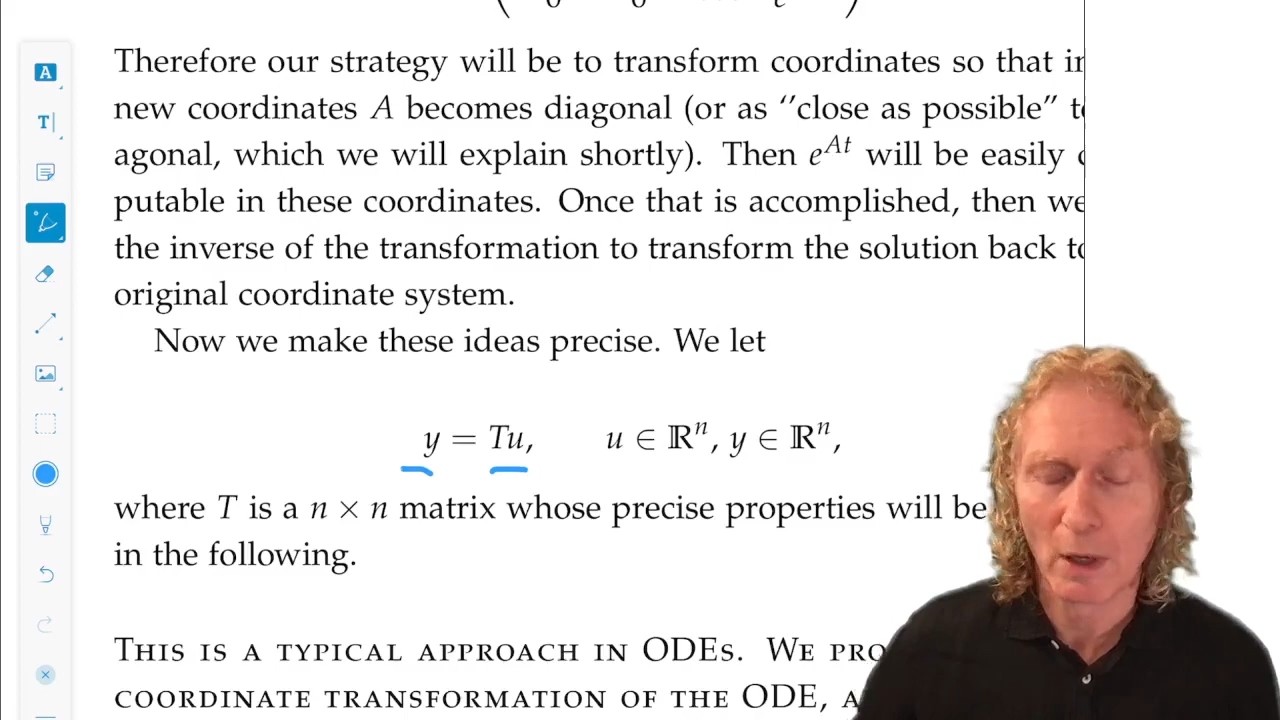 Therefore our strategy will be to transform coordinates so that in
new coordinates A becomes diagonal (or as ‘‘close as possible” to
agonal, which we will explain shortly). Then e^{At} will be easily
putable in these coordinates. Once that is accomplished, then we
the inverse of the transformation to transform the solution back to
original coordinate system.
Now we make these ideas precise. We let
y = Tu, u ∈ ℝⁿ, y ∈ ℝⁿ,
where T is a n × n matrix whose precise properties will be
in the following.
THIS IS A TYPICAL APPROACH IN ODES. WE PRO
COORDINATE TRANSFORMATION OF THE ODE, A